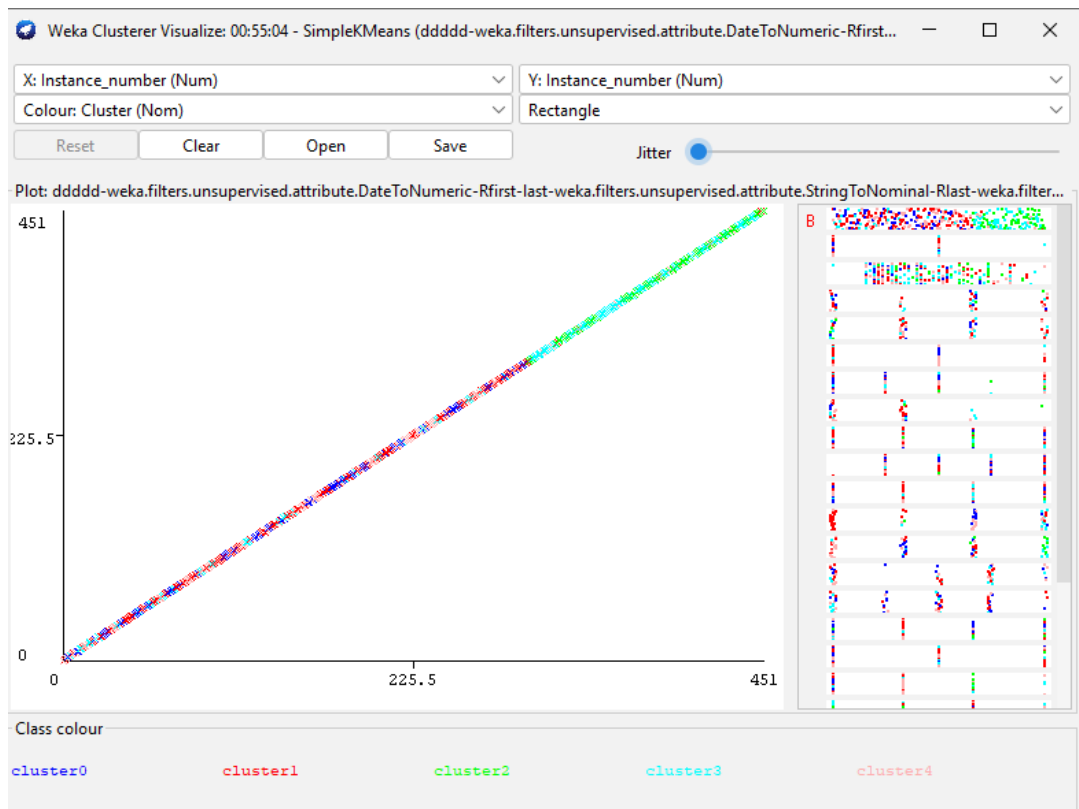 Weka Clusterer Visualize: 00:55:04 - SimpleKMeans (ddddd-weka.filters.unsupervised.attribute.DateToNumeric-Rfirst...
X: Instance_number (Num)
Y: Instance_number (Num)
Colour: Cluster (Nom)
Rectangle
Reset
Clear
Open
Save
Jitter
Plot: ddddd-weka.filters.unsupervised.attribute.DateToNumeric-Rfirst-last-weka.filters.unsupervised.attribute.StringToNominal-Rlast-weka.filter...
451
B
225.5
0
0
225.5
451
Class colour
cluster0
cluster1
cluster2
cluster3
cluster4